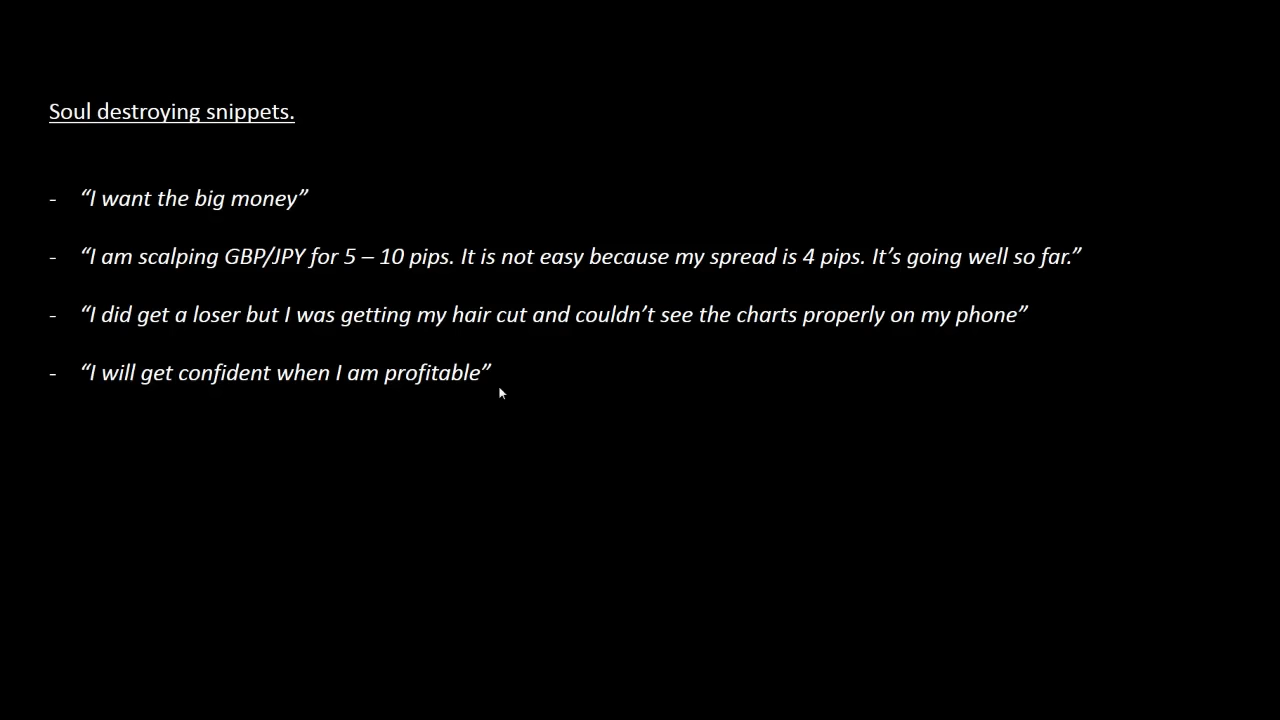 Soul destroying snippets.
- “I want the big money”
- “I am scalping GBP/JPY for 5 – 10 pips. It is not easy because my spread is 4 pips. It’s going well so far.”
- “I did get a loser but I was getting my hair cut and couldn’t see the charts properly on my phone”
- “I will get confident when I am profitable”